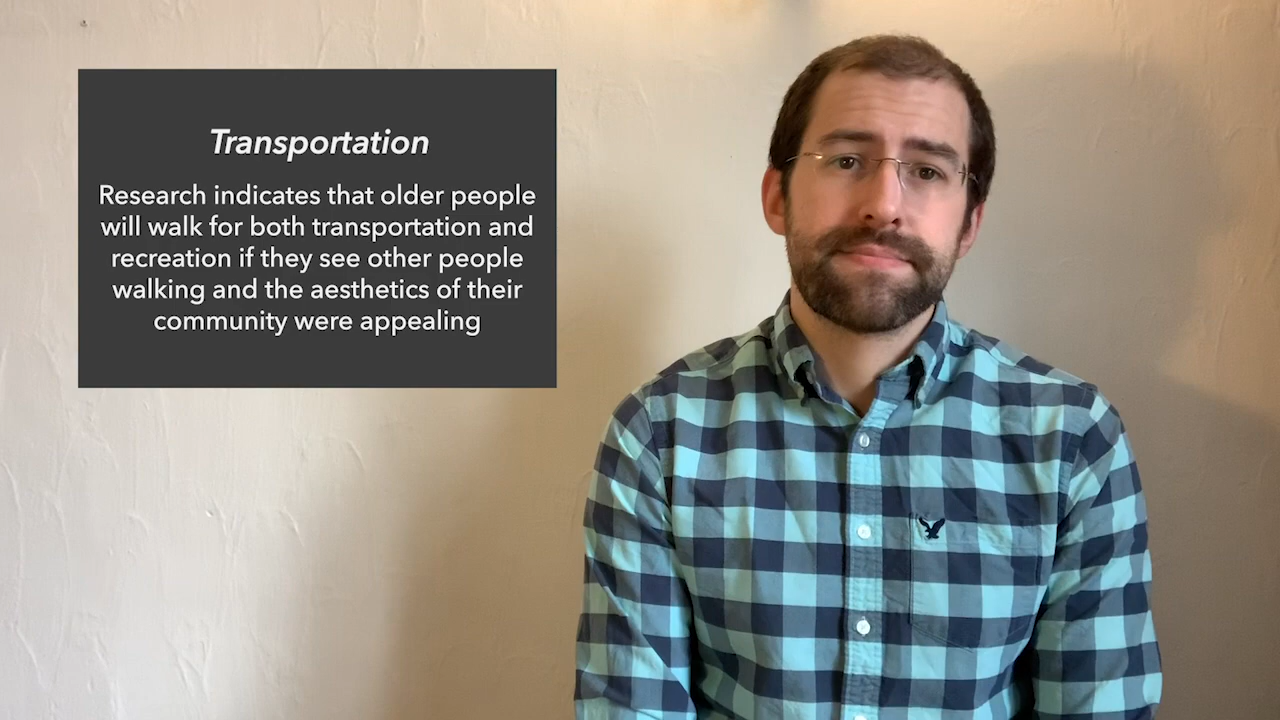 Transportation
Research indicates that older people
will walk for both transportation and
recreation if they see other people
walking and the aesthetics of their
community were appealing